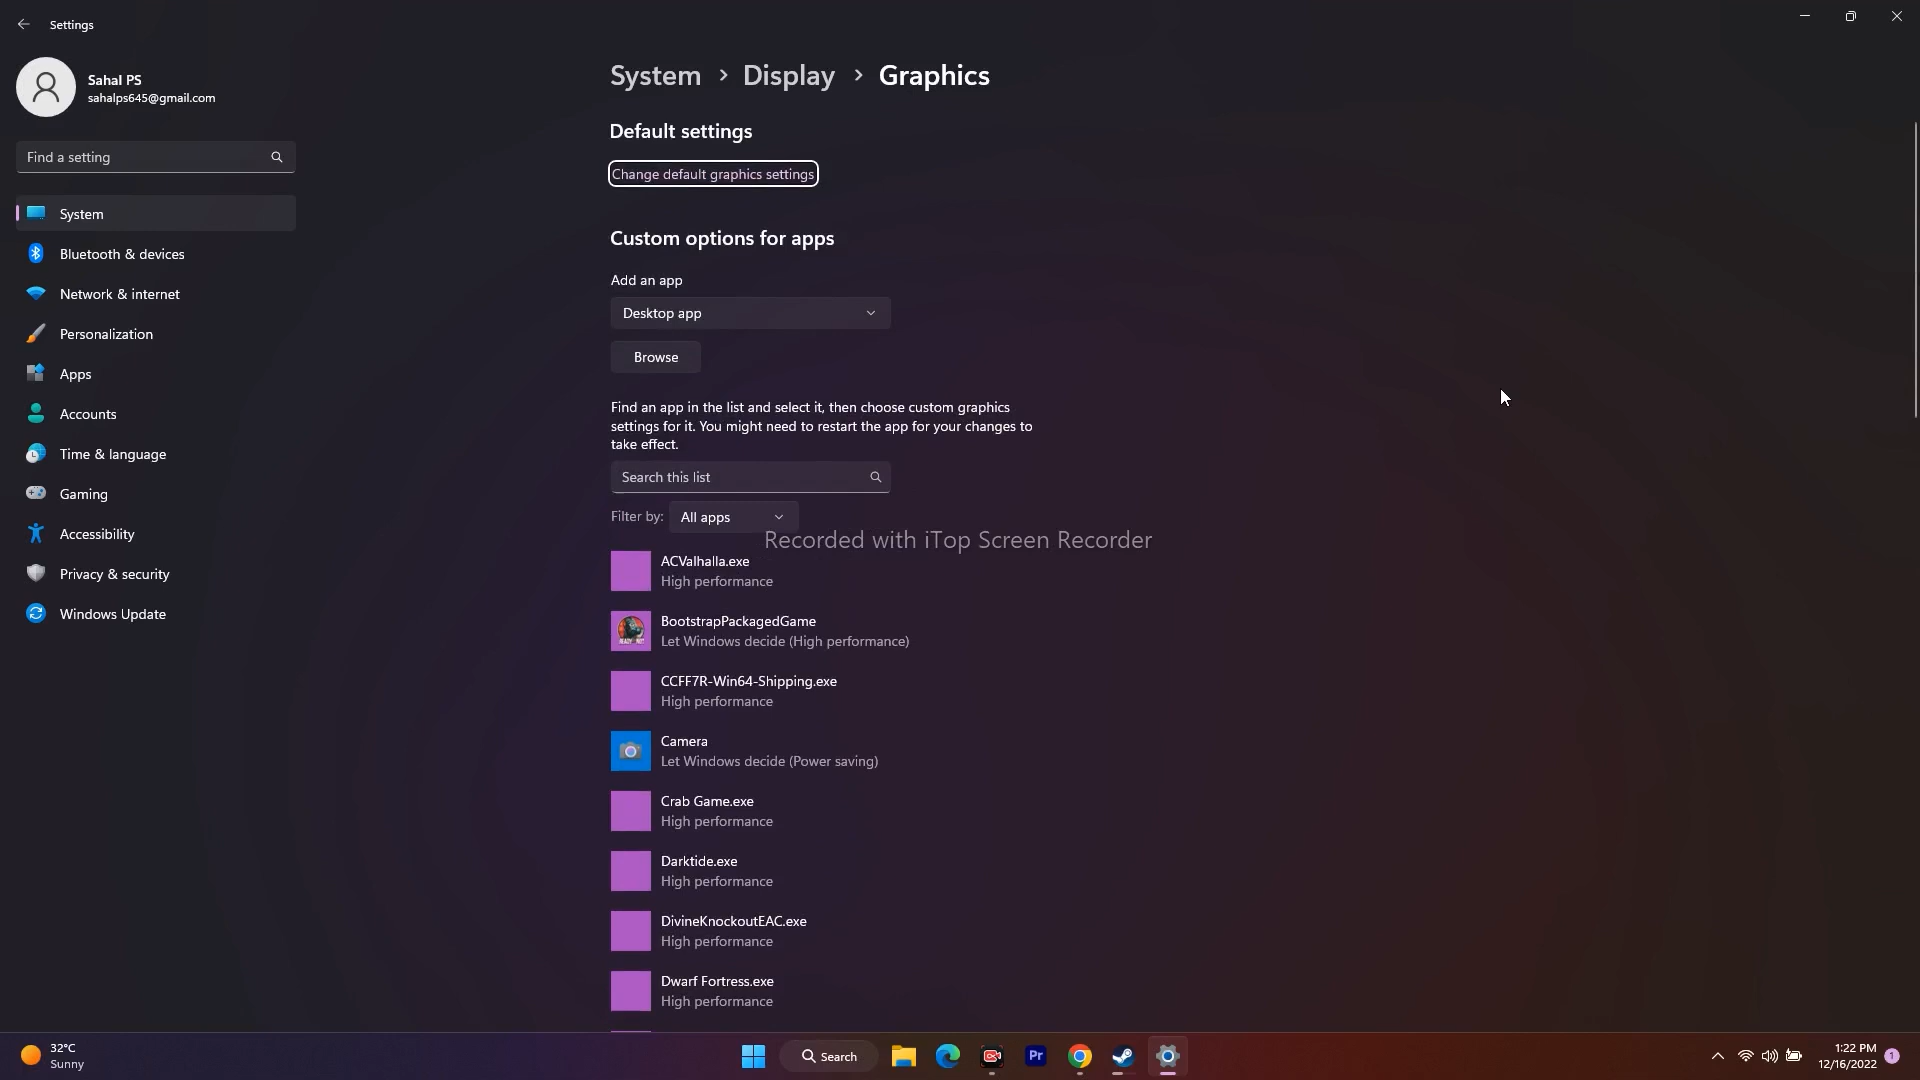 Settings
Sahal PS
sahalps645@gmail.com
Find a setting
System
Bluetooth & devices
Network & internet
Personalization
Apps
Accounts
Time & language
Gaming
Accessibility
Privacy & security
Windows Update
System > Display > Graphics
Default settings
Change default graphics settings
Custom options for apps
Add an app
Desktop app
Browse
Find an app in the list and select it, then choose custom graphics
settings for it. You might need to restart the app for your changes to
take effect.
Search this list
Filter by: All apps
Recorded with iTop Screen Recorder
ACValhalla.exe
High performance
BootstrapPackagedGame
Let Windows decide (High performance)
CCFF7R-Win64-Shipping.exe
High performance
Camera
Let Windows decide (Power saving)
Crab Game.exe
High performance
Darktide.exe
High performance
DivineKnockoutEAC.exe
High performance
Dwarf Fortress.exe
High performance
32°C
Sunny
Search
Pr
1:22 PM
12/16/2022
1